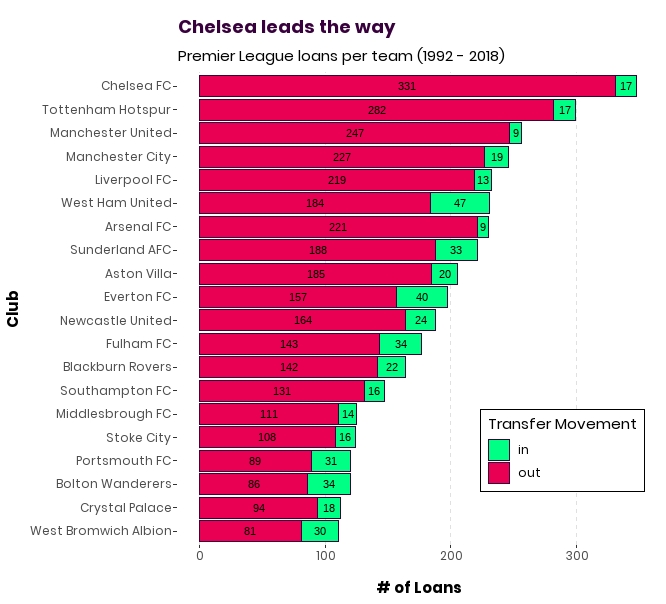 Chelsea leads the way
Premier League loans per team (1992 - 2018)
Chelsea FC 331 17
Tottenham Hotspur 282 17
Manchester United 247 9
Manchester City 227 19
Liverpool FC 219 13
West Ham United 184 47
Arsenal FC 221 9
Sunderland AFC 188 33
Aston Villa 185 20
Everton FC 157 40
Newcastle United 164 24
Fulham FC 143 34
Blackburn Rovers 142 22
Southampton FC 131 16
Middlesbrough FC 111 14
Stoke City 108 16
Portsmouth FC 89 31
Bolton Wanderers 86 34
Crystal Palace 94 18
West Bromwich Albion 81 30
Club
Transfer Movement
in
out
0 100 200 300
# of Loans